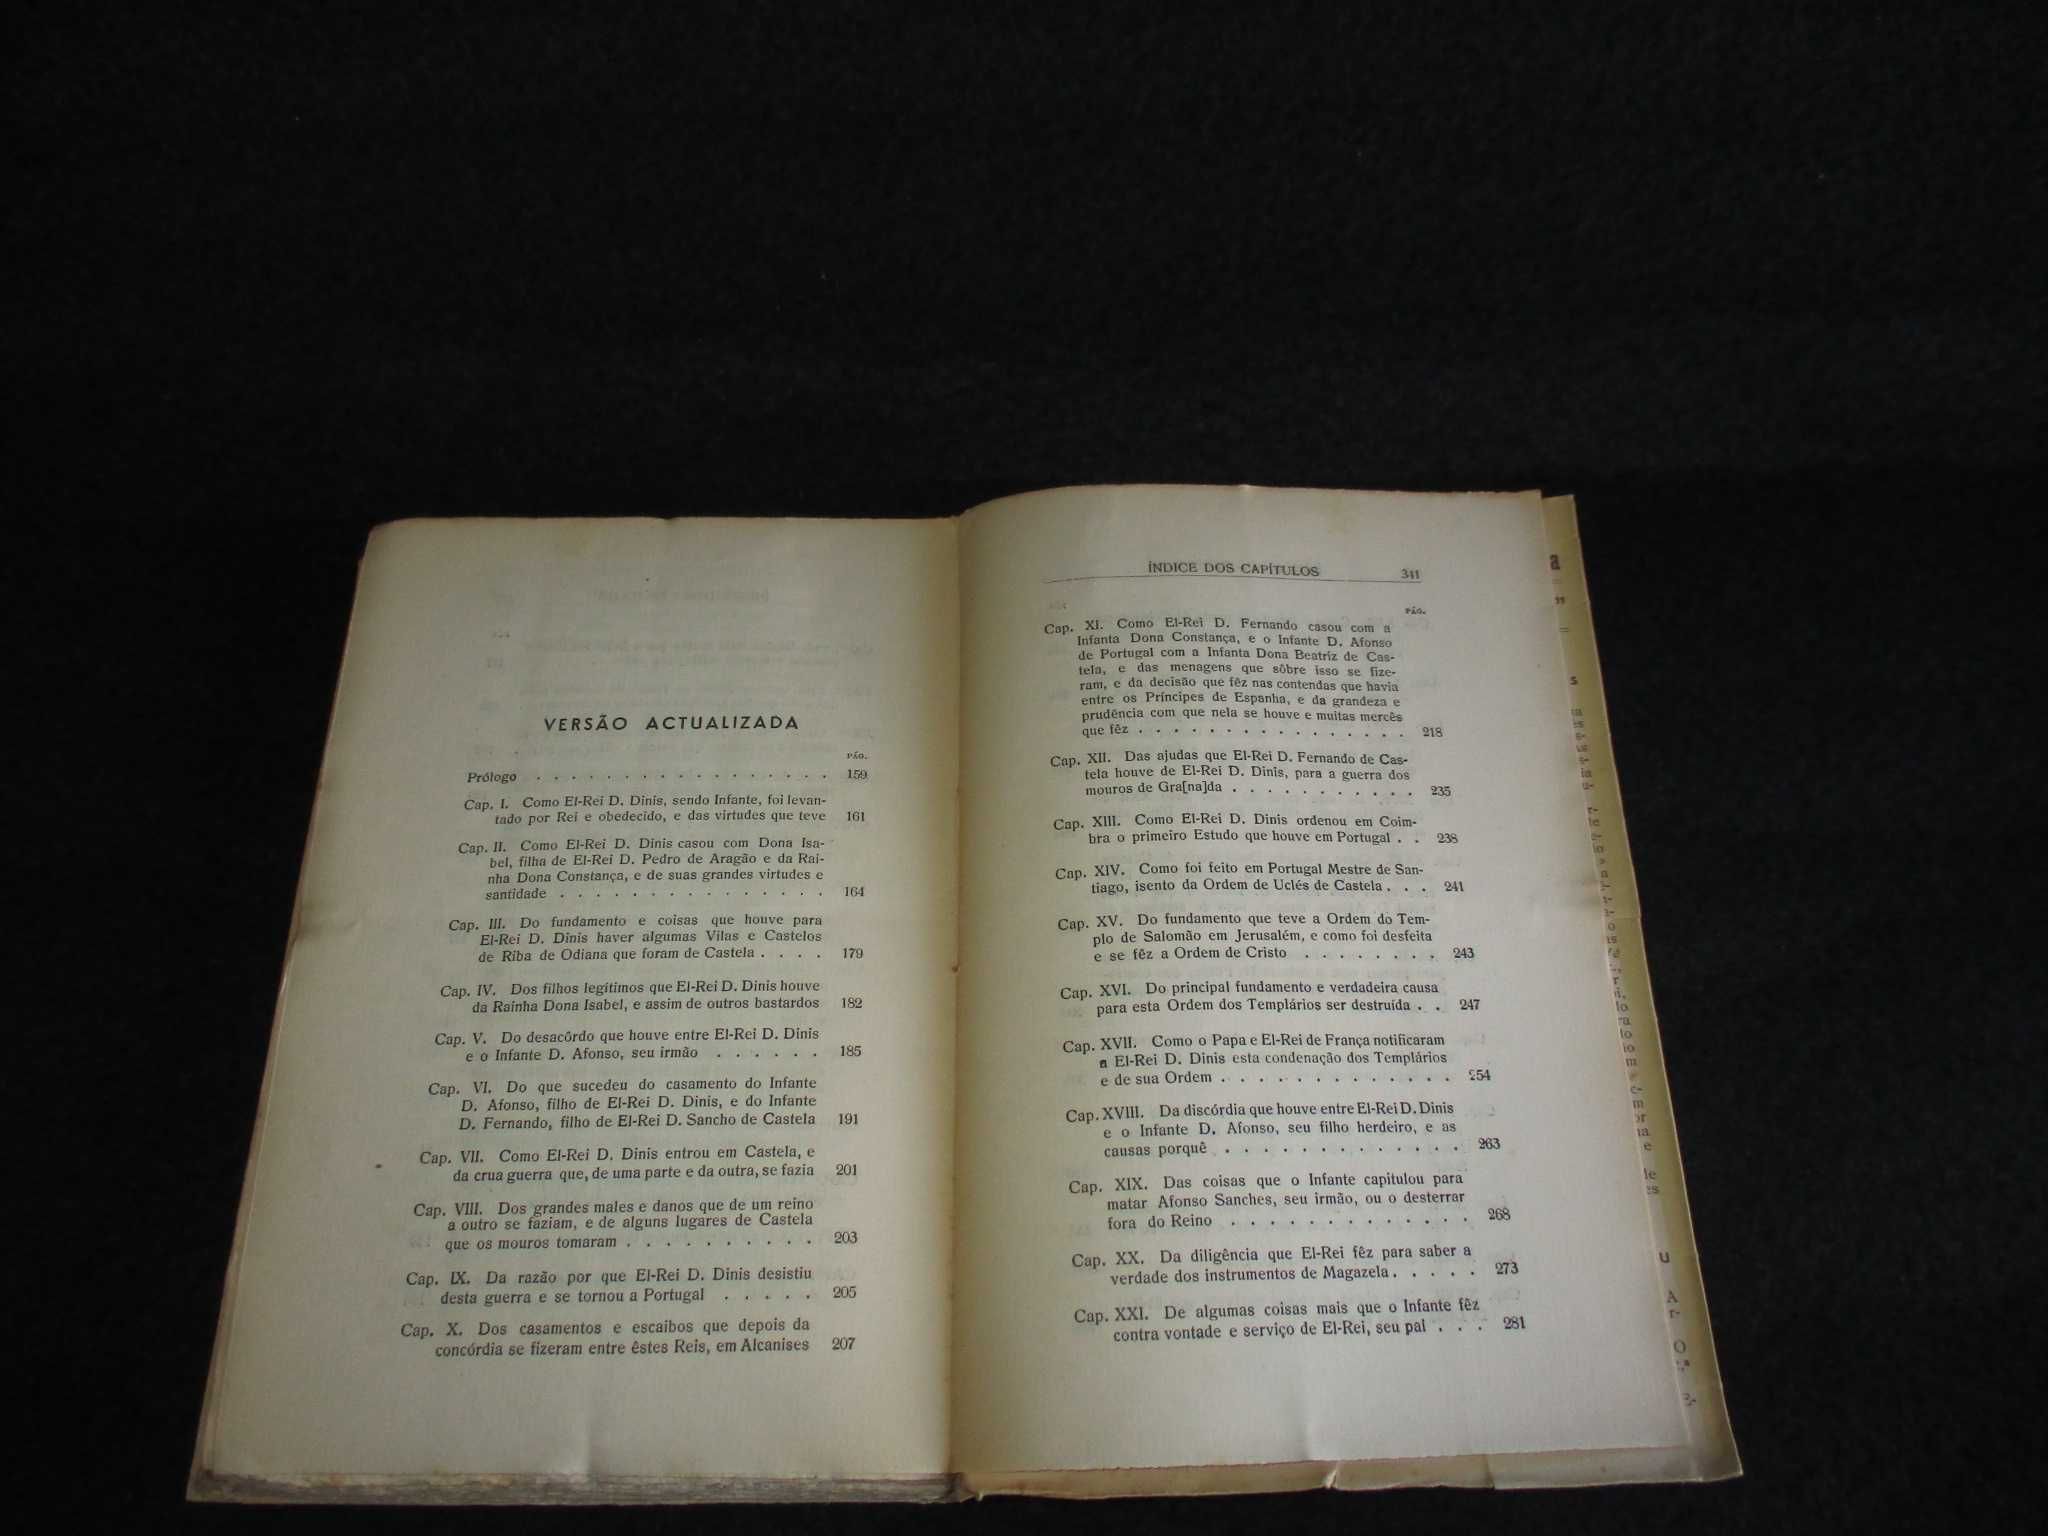 VERSÃO ACTUALIZADA
PÁG.
Prólogo . . . . . . . . . . . . . . . . . 159
Cap. I. Como El-Rei D. Dinis, sendo Infante, foi levan-
tado por Rei e obedecido, e das virtudes que teve 161
Cap. II. Como El-Rei D. Dinis casou com Dona Isa-
bel, filha de El-Rei D. Pedro de Aragão e da Rai-
nha Dona Constança, e de suas grandes virtudes e
santidade . . . . . . . . . . . . . . . 164
Cap. III. Do fundamento e coisas que houve para
El-Rei D. Dinis haver algumas Vilas e Castelos
de Riba de Odiana que foram de Castela . . . . 179
Cap. IV. Dos filhos legítimos que El-Rei D. Dinis houve
da Rainha Dona Isabel, e assim de outros bastardos 182
Cap. V. Do desacôrdo que houve entre El-Rei D. Dinis
e o Infante D. Afonso, seu irmão . . . . . . 185
Cap. VI. Do que sucedeu do casamento do Infante
D. Afonso, filho de El-Rei D. Dinis, e do Infante
D. Fernando, filho de El-Rei D. Sancho de Castela 191
Cap. VII. Como El-Rei D. Dinis entrou em Castela, e
da crua guerra que, de uma parte e da outra, se fazia 201
Cap. VIII. Dos grandes males e danos que de um reino
a outro se faziam, e de alguns lugares de Castela
que os mouros tomaram . . . . . . . . . . 203
Cap. IX. Da razão por que El-Rei D. Dinis desistiu
desta guerra e se tornou a Portugal . . . . . 205
Cap. X. Dos casamentos e escaibos que depois da
concórdia se fizeram entre êstes Reis, em Alcanises 207
ÍNDICE DOS CAPÍTULOS 341
PÁG.
Cap. XI. Como El-Rei D. Fernando casou com a
Infanta Dona Constança, e o Infante D. Afonso
de Portugal com a Infanta Dona Beatriz de Cas-
tela, e das menagens que sôbre isso se fize-
ram, e da decisão que fêz nas contendas que havia
entre os Príncipes de Espanha, e da grandeza e
prudência com que nela se houve e muitas mercês
que fêz . . . . . . . . . . . . . . . . 218
Cap. XII. Das ajudas que El-Rei D. Fernando de Cas-
tela houve de El-Rei D. Dinis, para a guerra dos
mouros de Gra[na]da . . . . . . . . . . . 235
Cap. XIII. Como El-Rei D. Dinis ordenou em Coim-
bra o primeiro Estudo que houve em Portugal . . 238
Cap. XIV. Como foi feito em Portugal Mestre de San-
tiago, isento da Ordem de Uclés de Castela . . . 241
Cap. XV. Do fundamento que teve a Ordem do Tem-
plo de Salomão em Jerusalém, e como foi desfeita
e se fêz a Ordem de Cristo . . . . . . . . 243
Cap. XVI. Do principal fundamento e verdadeira causa
para esta Ordem dos Templários ser destruída . . 247
Cap. XVII. Como o Papa e El-Rei de França notificaram
a El-Rei D. Dinis esta condenação dos Templários
e de sua Ordem . . . . . . . . . . . . . 254
Cap. XVIII. Da discórdia que houve entre El-Rei D. Dinis
e o Infante D. Afonso, seu filho herdeiro, e as
causas porquê . . . . . . . . . . . . . 263
Cap. XIX. Das coisas que o Infante capitulou para
matar Afonso Sanches, seu irmão, ou o desterrar
fora do Reino . . . . . . . . . . . . . 268
Cap. XX. Da diligência que El-Rei fêz para saber a
verdade dos instrumentos de Magazela . . . . . 273
Cap. XXI. De algumas coisas mais que o Infante fêz
contra vontade e serviço de El-Rei, seu pai . . . 281